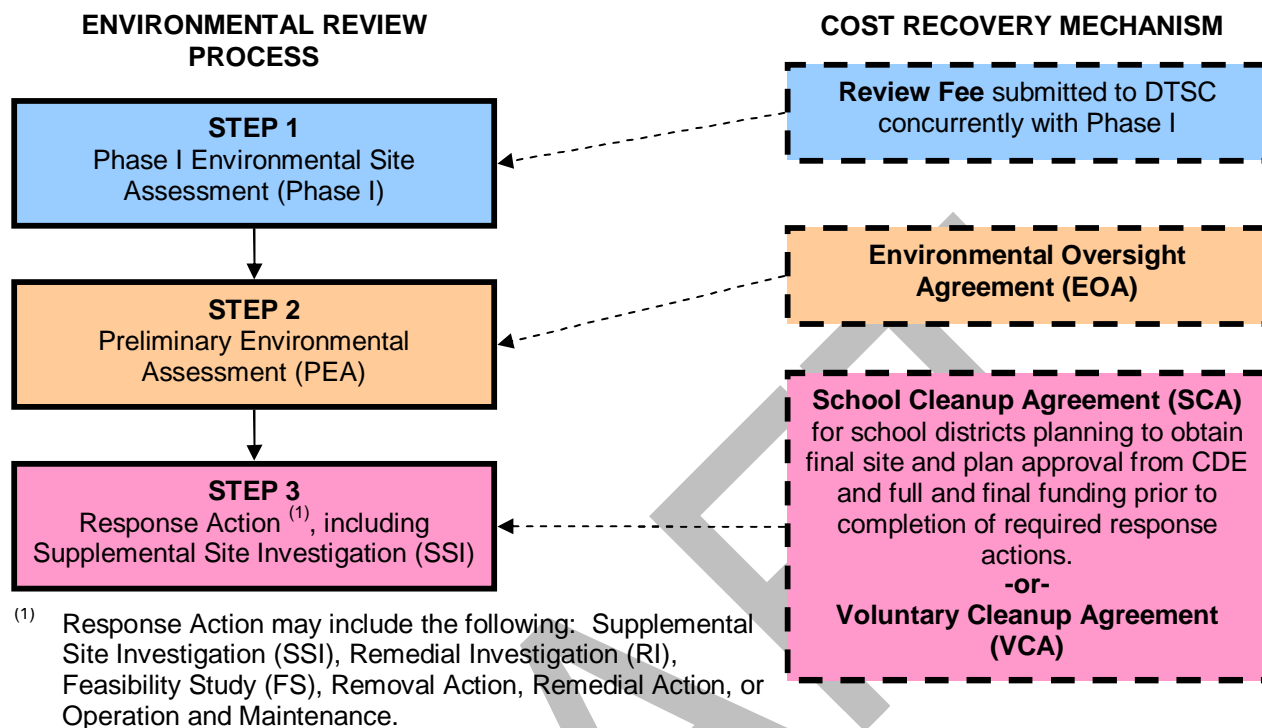 ENVIRONMENTAL REVIEW
PROCESS
STEP 1
Phase I Environmental Site
Assessment (Phase I)
STEP 2
Preliminary Environmental
Assessment (PEA)
STEP 3
Response Action (1), including
Supplemental Site Investigation (SSI)
(1) Response Action may include the following: Supplemental
Site Investigation (SSI), Remedial Investigation (RI),
Feasibility Study (FS), Removal Action, Remedial Action, or
Operation and Maintenance.
COST RECOVERY MECHANISM
Review Fee submitted to DTSC
concurrently with Phase I
Environmental Oversight
Agreement (EOA)
School Cleanup Agreement (SCA)
for school districts planning to obtain
final site and plan approval from CDE
and full and final funding prior to
completion of required response
actions.
-or-
Voluntary Cleanup Agreement
(VCA)